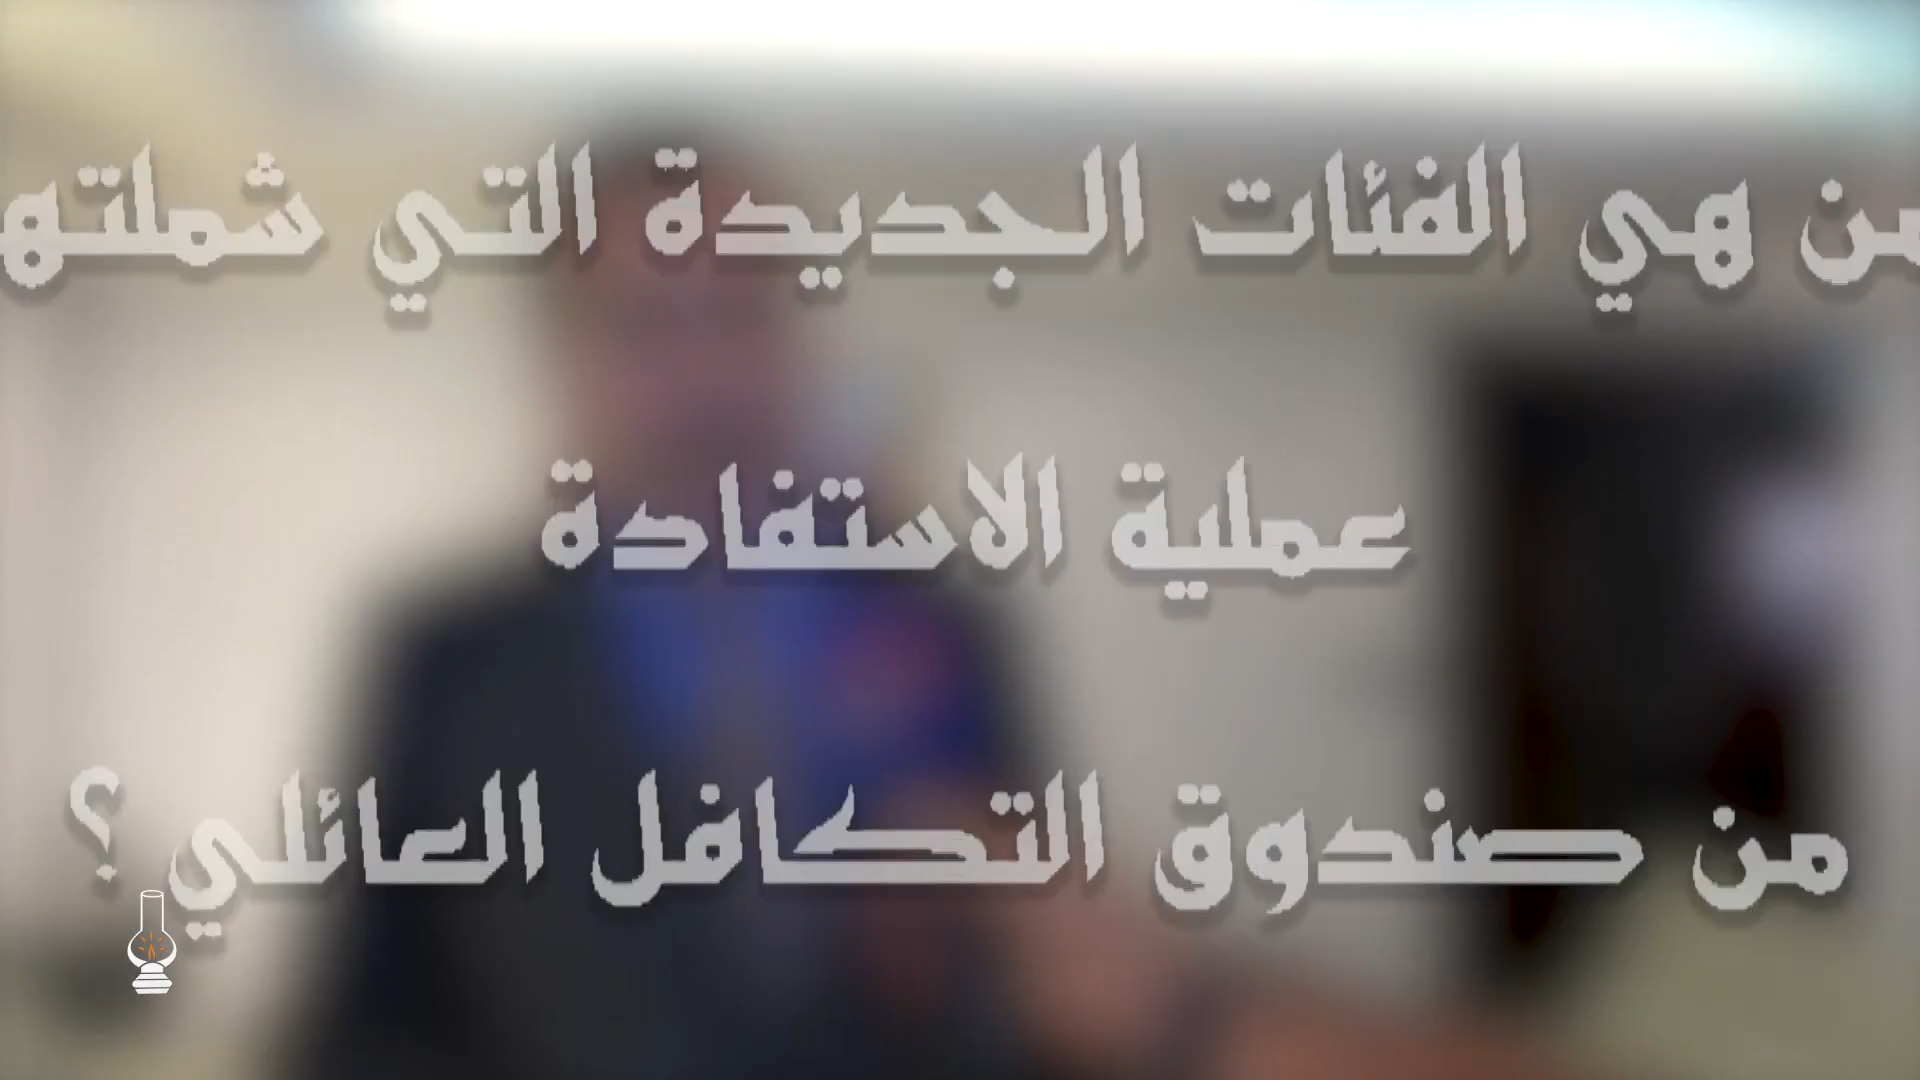 من هي الفئات الجديدة التي شملتها
عملية الاستفادة
من صندوق التكافل العائلي ؟